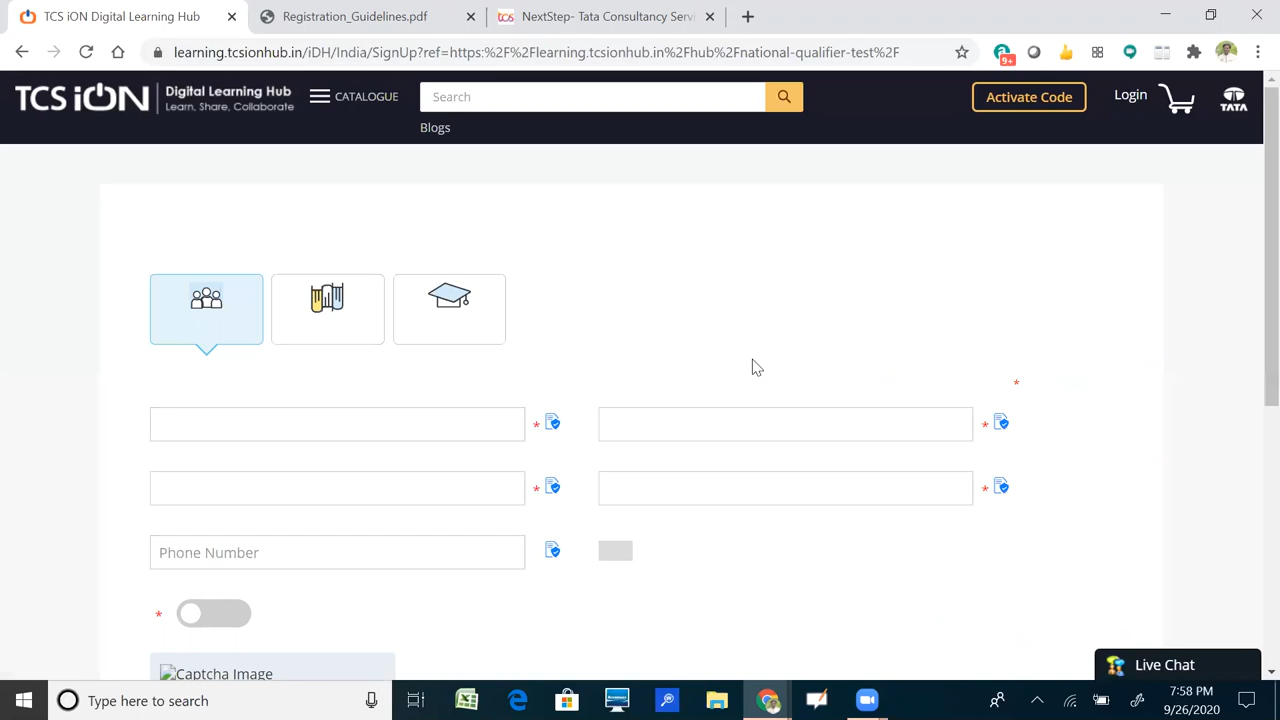 TCS iON Digital Learning Hub
Registration_Guidelines.pdf
tcs
NextStep- Tata Consultancy Servi
learning.tcsionhub.in/iDH/India/SignUp?ref=https:%2F%2Flearning.tcsionhub.in%2Fhub%2Fnational-qualifier-test%2F
9+
TCS iON
Digital Learning Hub
Learn, Share, Collaborate
CATALOGUE
Search
Activate Code
Login
TATA
Blogs
*
*
*
*
*
Phone Number
*
Captcha Image
Live Chat
Type here to search
7:58 PM
9/26/2020